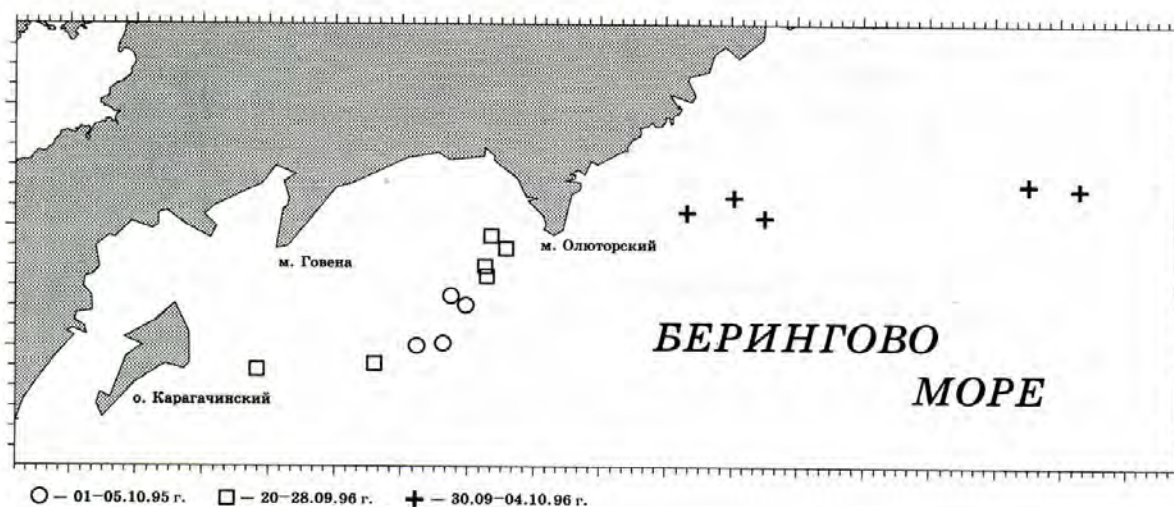 м. Олюторский
м. Говена
БЕРИНГОВО
МОРЕ
о. Карагачинский
— 01–05.10.95 г. — 20–28.09.96 г. — 30.09–04.10.96 г.